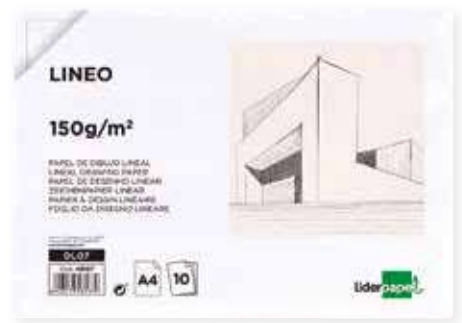 LINEO
150g/m²
PAPEL DE DIBUJO LINEAL
LINEAL DRAWING PAPER
PAPEL DE DESENHO LINEAR
ZEICHENPAPIER LINEAR
PAPIER À DESSIN LINÉAIRE
FOGLIO DA DISEGNO LINEARE
DL07
A4
10
liderpapel